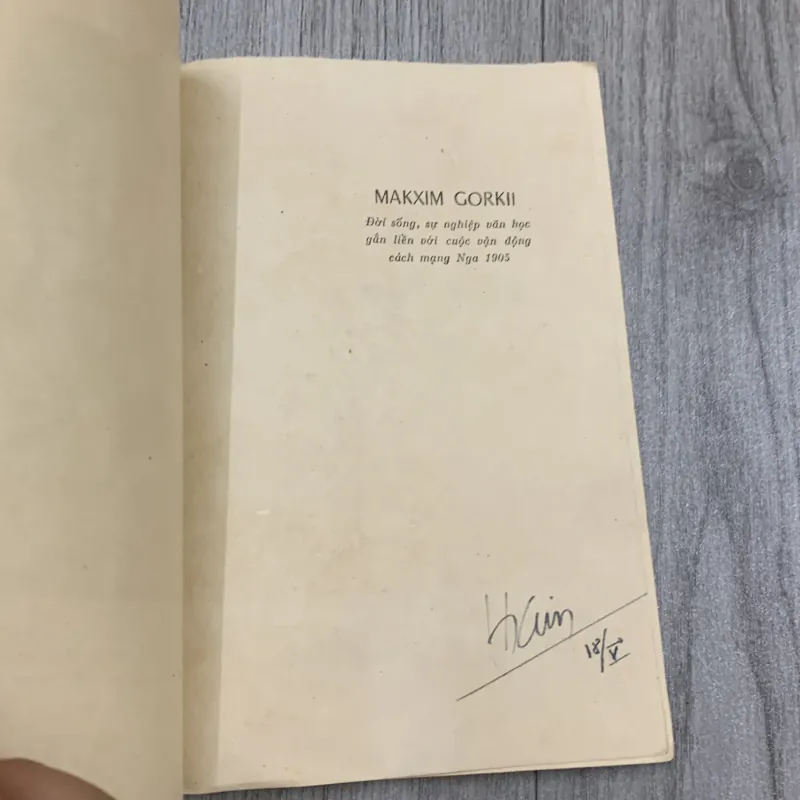 MAKXIM GORKII
Đời sống, sự nghiệp văn học
gắn liền với cuộc vận động
cách mạng Nga 1905
18/V